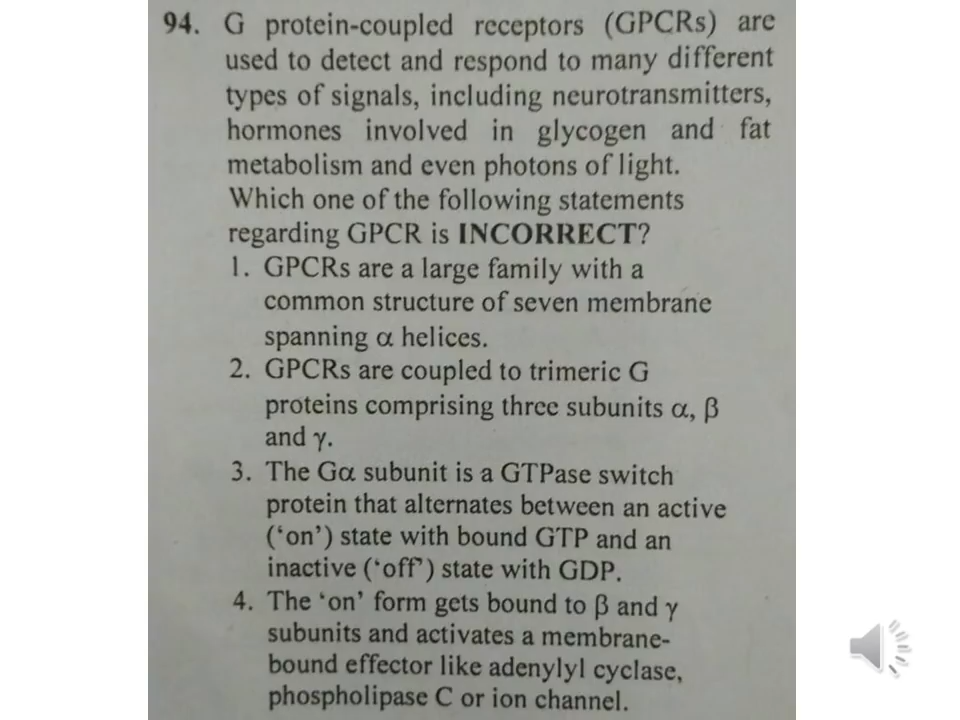 94. G protein-coupled receptors (GPCRs) are
used to detect and respond to many different
types of signals, including neurotransmitters,
hormones involved in glycogen and fat
metabolism and even photons of light.
Which one of the following statements
regarding GPCR is INCORRECT?
1. GPCRs are a large family with a
common structure of seven membrane
spanning α helices.
2. GPCRs are coupled to trimeric G
proteins comprising three subunits α, β
and γ.
3. The Gα subunit is a GTPase switch
protein that alternates between an active
(‘on’) state with bound GTP and an
inactive (‘off’) state with GDP.
4. The ‘on’ form gets bound to β and γ
subunits and activates a membrane-
bound effector like adenylyl cyclase,
phospholipase C or ion channel.